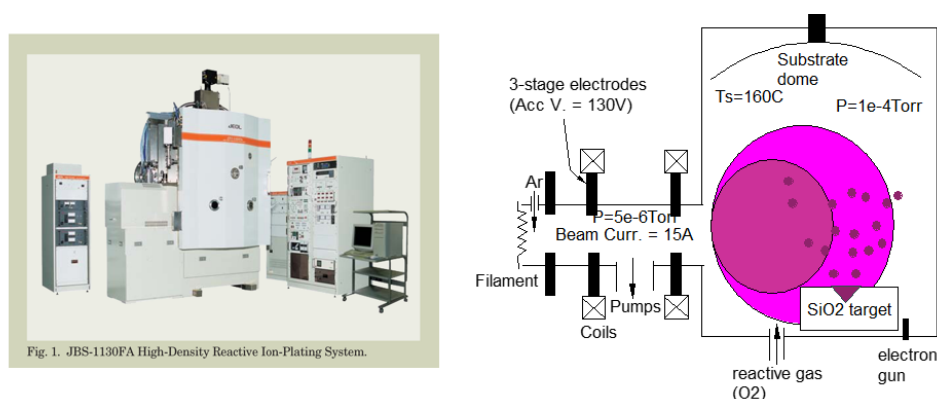 Fig. 1. JBS-1130FA High-Density Reactive Ion-Plating System.
3-stage electrodes
(Acc V. = 130V)
Substrate
dome
Ts=160C
P=1e-4Torr
Ar
P=5e-6Torr
Beam Curr. = 15A
Filament
Pumps
Coils
SiO2 target
reactive gas
(O2)
electron
gun